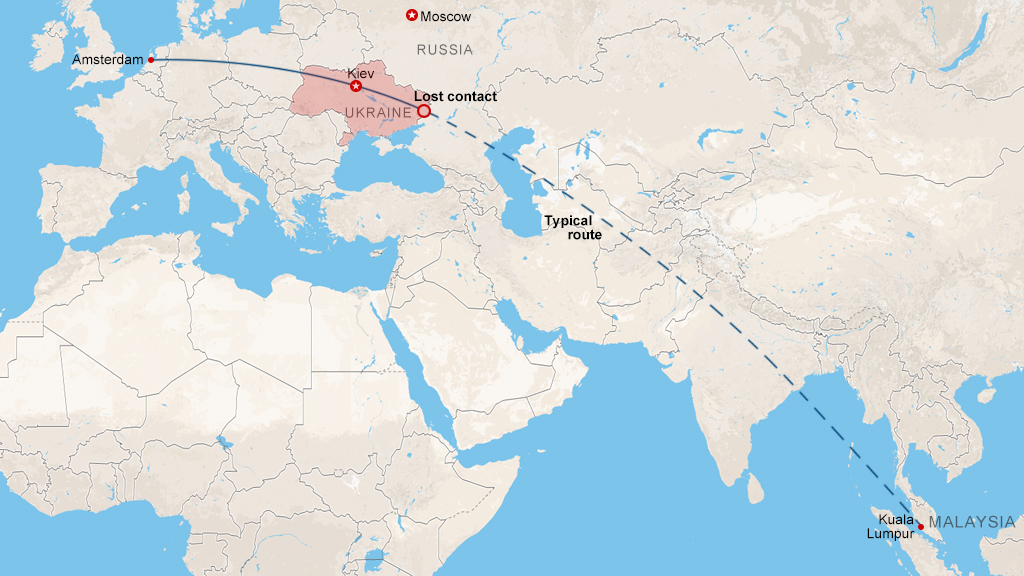 Moscow
RUSSIA
Amsterdam
Kiev
Lost contact
UKRAINE
Typical
route
Kuala
Lumpur
MALAYSIA